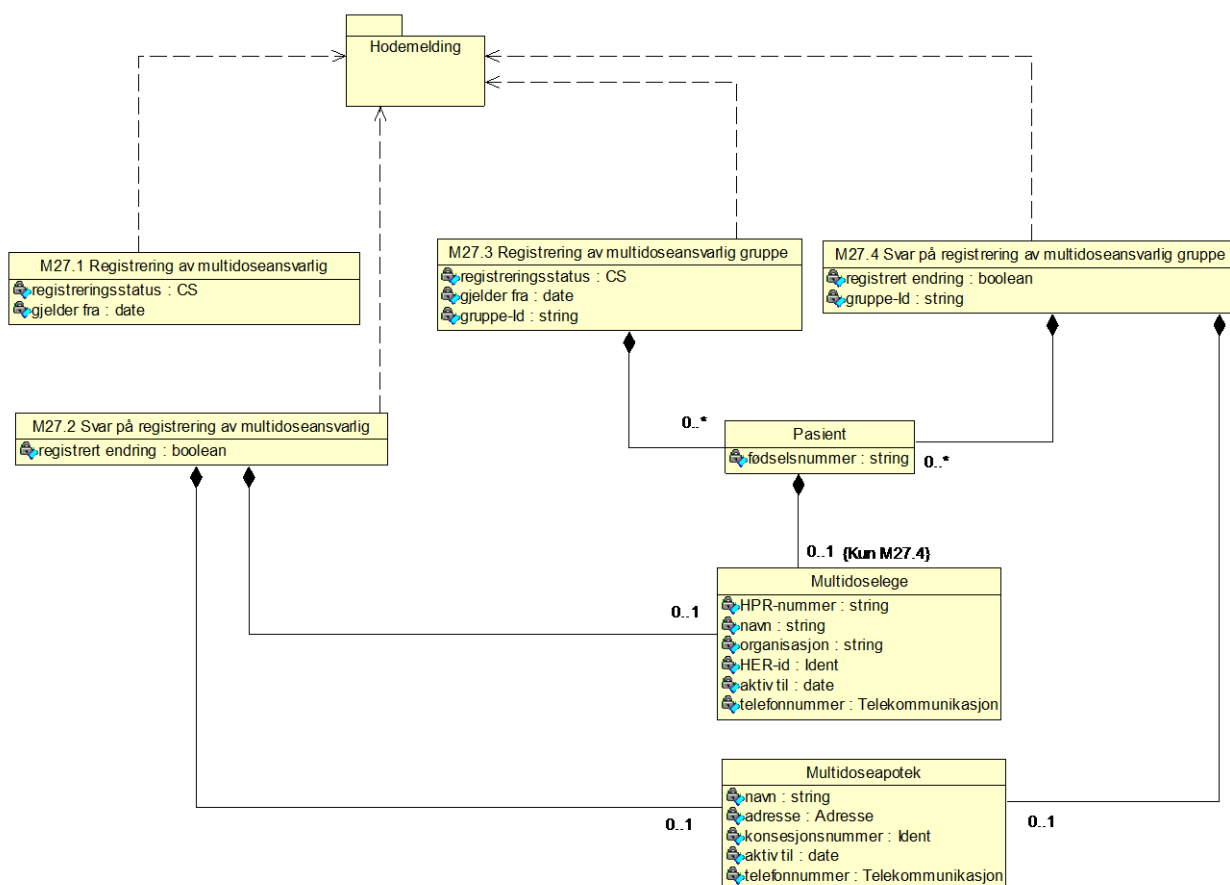 Hodemelding
M27.1 Registrering av multidoseansvarlig
registreringsstatus : CS
gjelder fra : date
M27.3 Registrering av multidoseansvarlig gruppe
registreringsstatus : CS
gjelder fra : date
gruppe-Id : string
M27.4 Svar på registrering av multidoseansvarlig gruppe
registrert endring : boolean
gruppe-Id : string
M27.2 Svar på registrering av multidoseansvarlig
registrert endring : boolean
0..*
Pasient
fødselsnummer : string
0..*
0..1 {Kun M27.4}
0..1
Multidoselege
HPR-nummer : string
navn : string
organisasjon : string
HER-id : Ident
aktiv til : date
telefonnummer : Telekommunikasjon
0..1
Multidoseapotek
navn : string
adresse : Adresse
konsesjonsnummer : Ident
aktiv til : date
telefonnummer : Telekommunikasjon
0..1